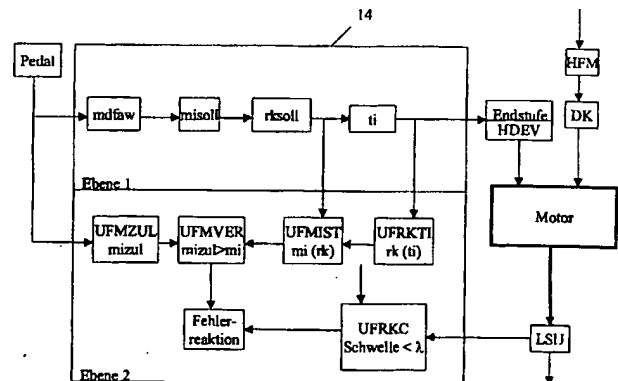 14
Pedal
HFM
mdfaw
misoll
rksoll
ti
Endstufe
HDEV
DK
Ebene 1
Motor
UFMZUL
mizul
UFMVER
mizul>mi
UFMIST
mi (rk)
UFRKTI
rk (ti)
Fehler-
reaktion
UFRKC
Schwelle < λ
LSU
Ebene 2